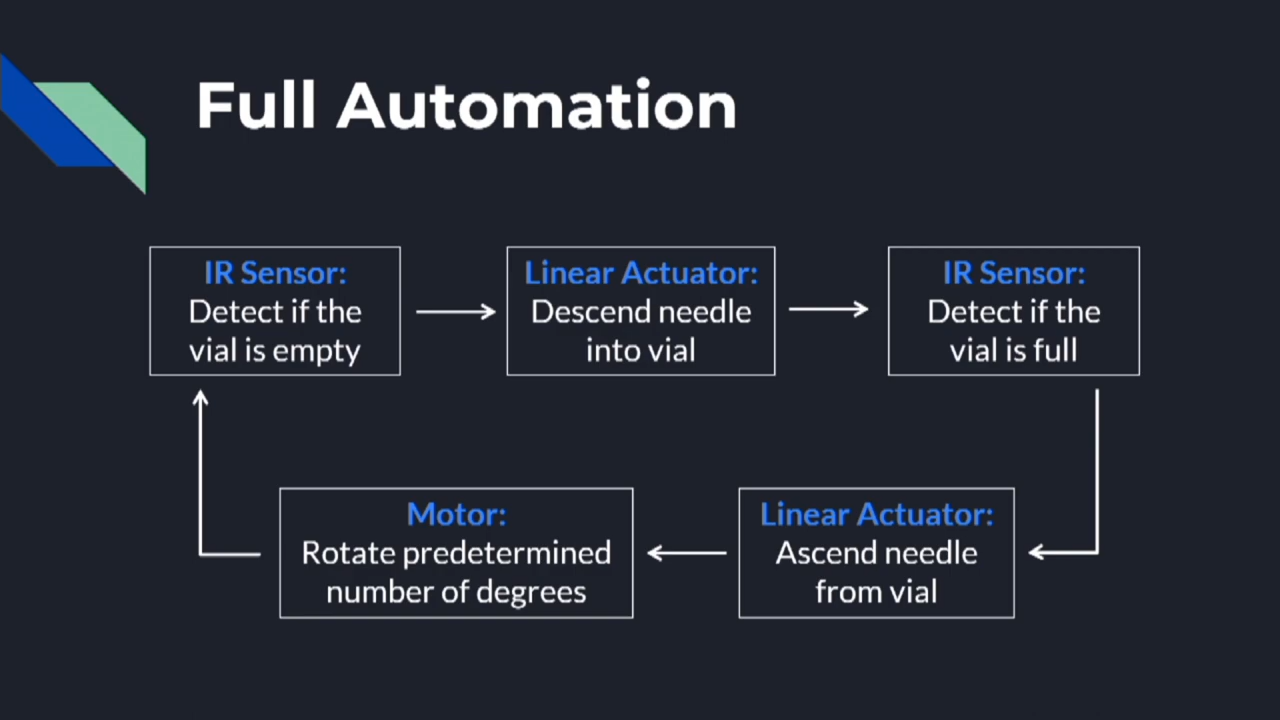 Full Automation
IR Sensor:
Detect if the
vial is empty
Linear Actuator:
Descend needle
into vial
IR Sensor:
Detect if the
vial is full
Linear Actuator:
Ascend needle
from vial
Motor:
Rotate predetermined
number of degrees